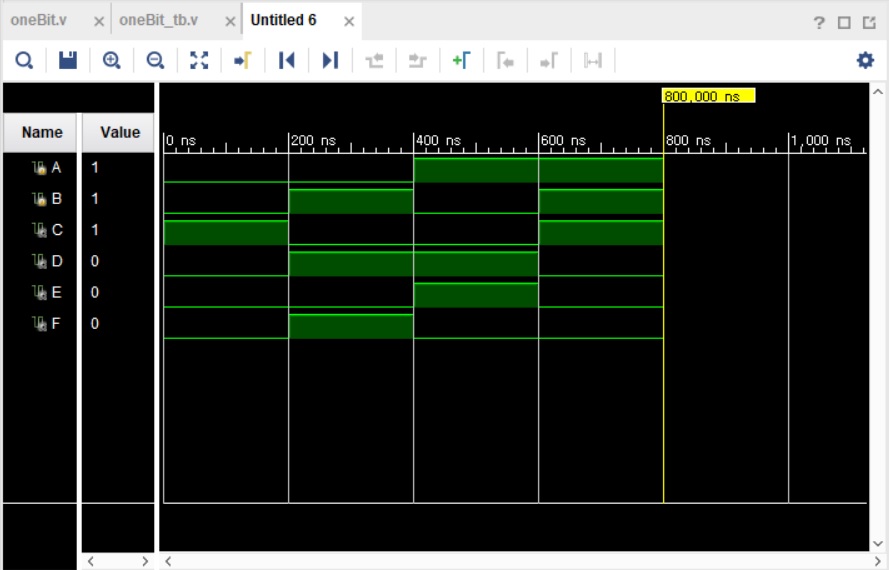 oneBit.v × oneBit_tb.v × Untitled 6 × ?
800,000 ns
Name Value 0 ns 200 ns 400 ns 600 ns 800 ns 1,000 ns
A 1
B 1
C 1
D 0
E 0
F 0